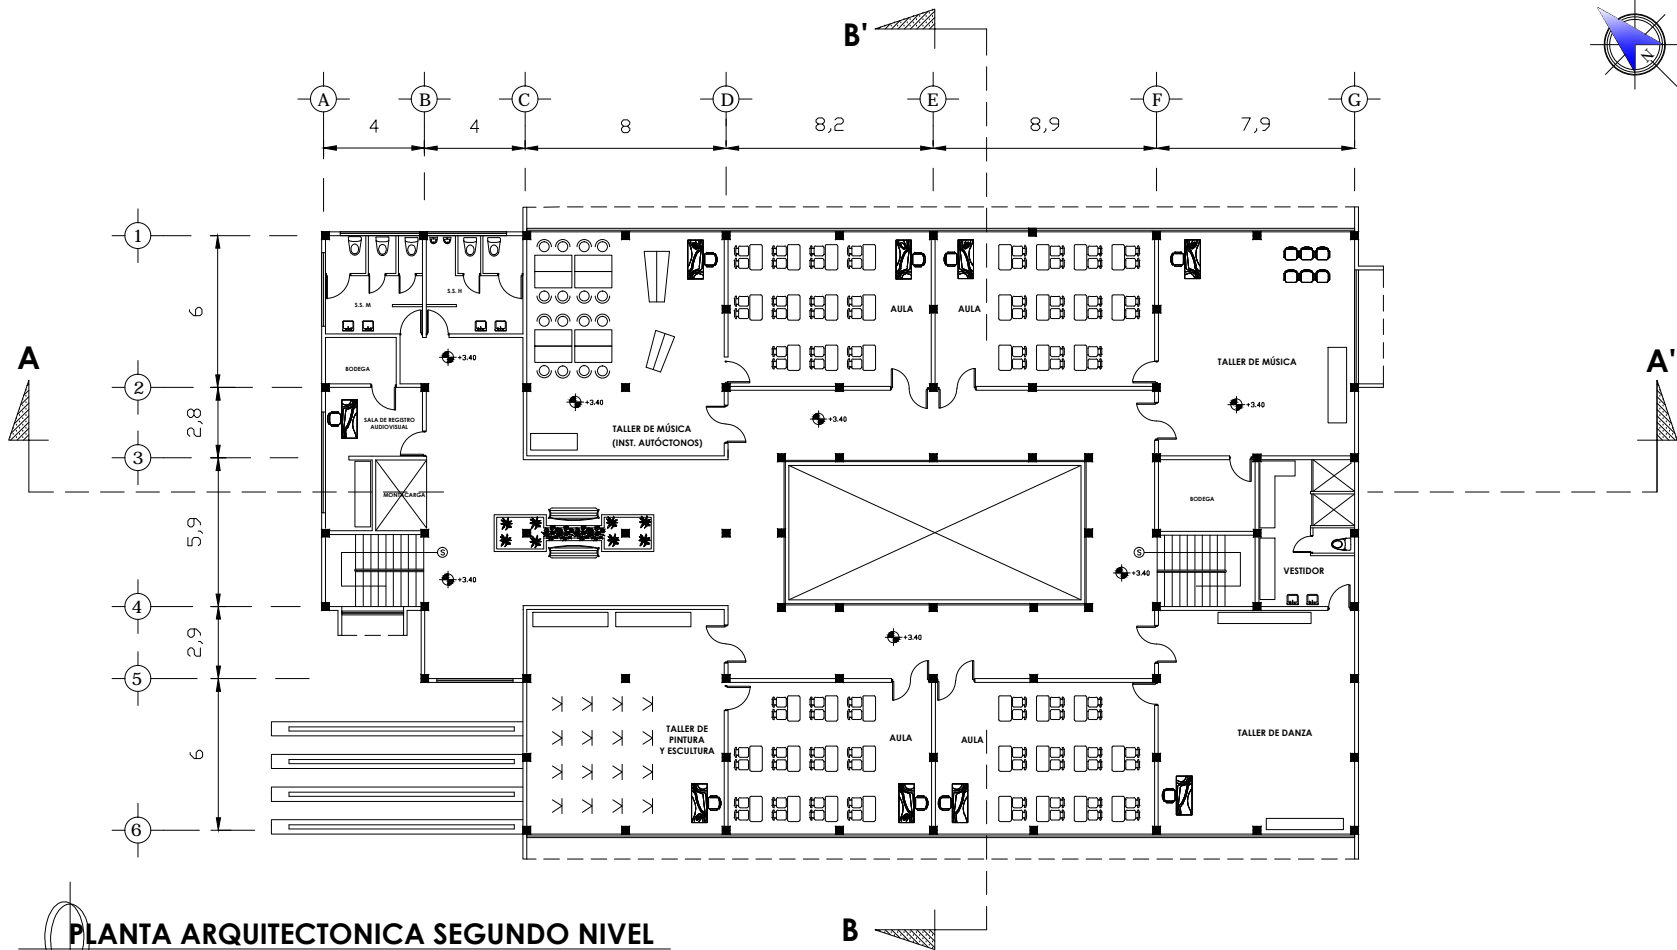 B'
N
A B C D E F G
4 4 8 8,2 8,9 7,9
1
S.S. M S.S. H
6
AULA AULA
+3.40
A
BODEGA
TALLER DE MÚSICA
A'
2
+3.40
+3.40
+3.40
2,8
SALA DE REGISTRO
AUDIOVISUAL
TALLER DE MÚSICA
(INST. AUTÓCTONOS)
3
MONTACARGA
BODEGA
5,9
S
S
+3.40
+3.40
VESTIDOR
4
2,9
+3.40
5
TALLER DE
PINTURA
Y ESCULTURA
AULA AULA
TALLER DE DANZA
6
6
B
PLANTA ARQUITECTONICA SEGUNDO NIVEL